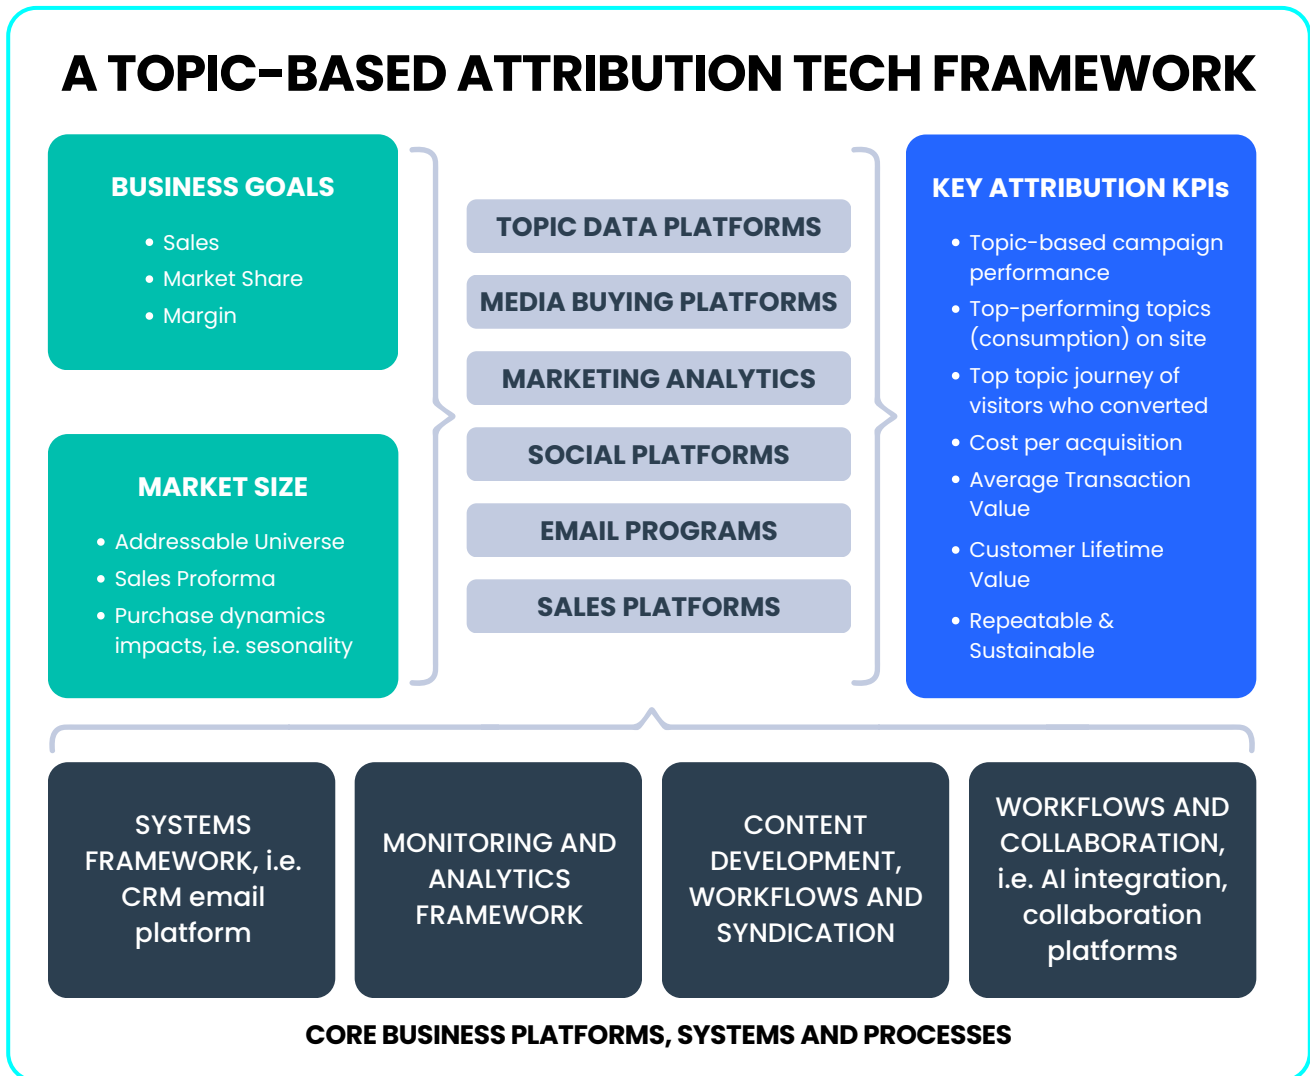 A TOPIC-BASED ATTRIBUTION TECH FRAMEWORK
BUSINESS GOALS
• Sales
• Market Share
• Margin
MARKET SIZE
• Addressable Universe
• Sales Proforma
• Purchase dynamics
impacts, i.e. sesonality
TOPIC DATA PLATFORMS
MEDIA BUYING PLATFORMS
MARKETING ANALYTICS
SOCIAL PLATFORMS
EMAIL PROGRAMS
SALES PLATFORMS
KEY ATTRIBUTION KPIs
• Topic-based campaign
performance
• Top-performing topics
(consumption) on site
• Top topic journey of
visitors who converted
• Cost per acquisition
• Average Transaction
Value
• Customer Lifetime
Value
• Repeatable &
Sustainable
SYSTEMS
FRAMEWORK, i.e.
CRM email
platform
MONITORING AND
ANALYTICS
FRAMEWORK
CONTENT
DEVELOPMENT,
WORKFLOWS AND
SYNDICATION
WORKFLOWS AND
COLLABORATION,
i.e. AI integration,
collaboration
platforms
CORE BUSINESS PLATFORMS, SYSTEMS AND PROCESSES